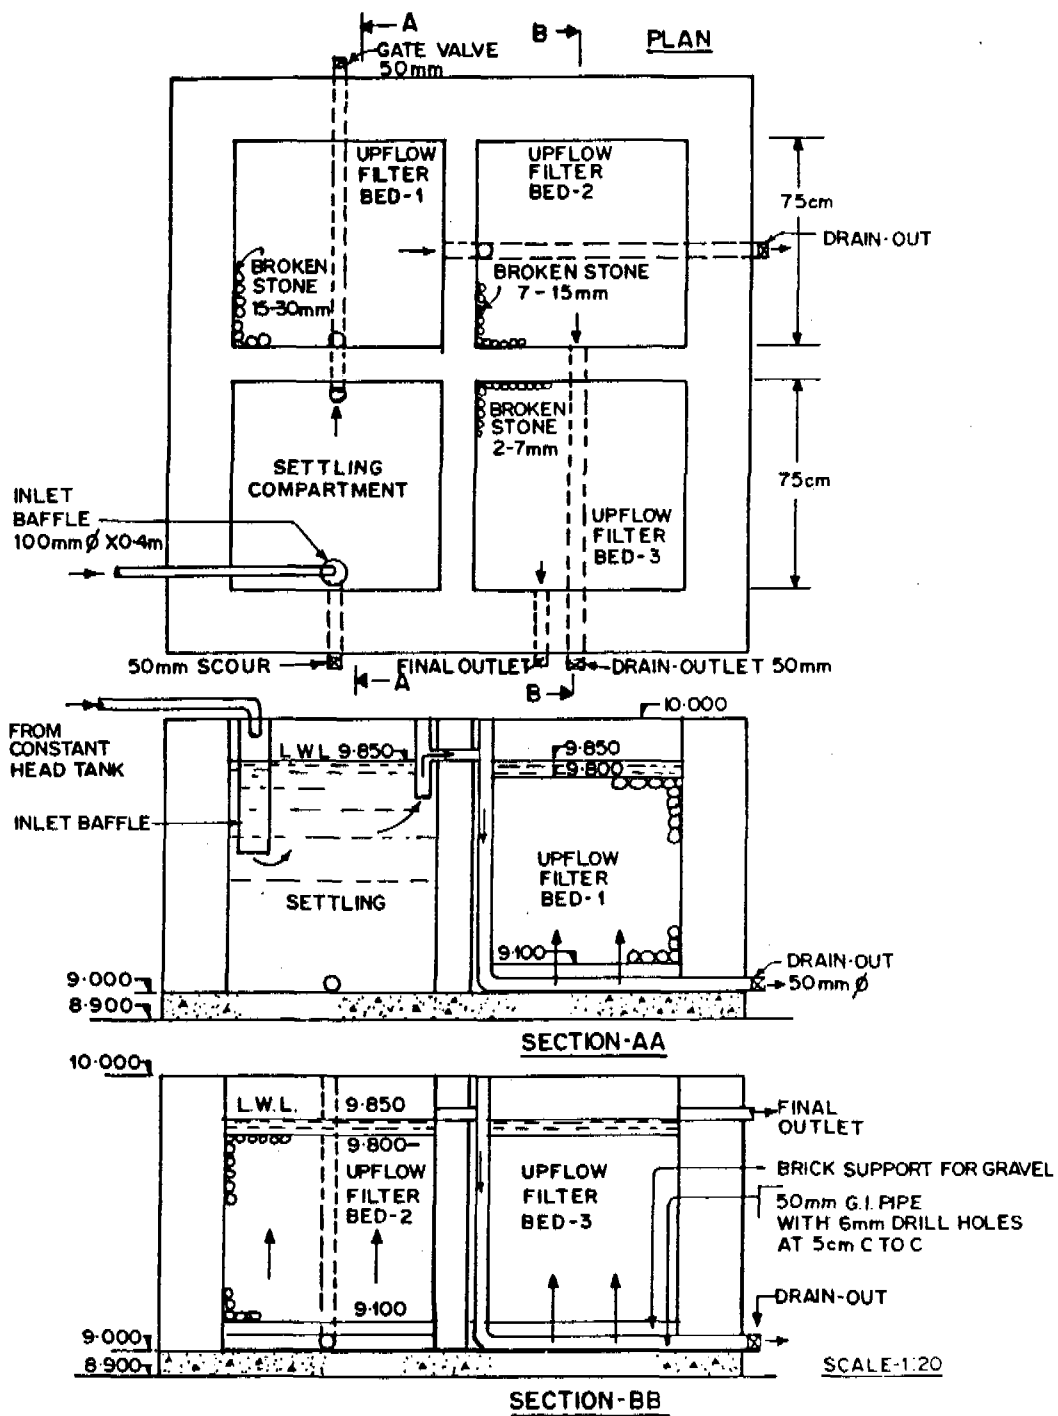 A
B
PLAN
GATE VALVE
50mm
UPFLOW
FILTER
BED-1
UPFLOW
FILTER
BED-2
75cm
DRAIN-OUT
BROKEN
STONE
15-30mm
BROKEN STONE
7-15mm
BROKEN
STONE
2-7mm
SETTLING
COMPARTMENT
75cm
INLET
BAFFLE
100mm Ø X0.4m
UPFLOW
FILTER
BED-3
50mm SCOUR
FINAL OUTLET
DRAIN-OUTLET 50mm
A
B
10.000
FROM
CONSTANT
HEAD TANK
L.W.L 9.850
9.850
9.800
INLET BAFFLE
UPFLOW
FILTER
BED-1
SETTLING
9.100
DRAIN-OUT
50mm Ø
9.000
8.900
SECTION-AA
10.000
L.W.L. 9.850
FINAL
OUTLET
9.800
UPFLOW
FILTER
BED-2
UPFLOW
FILTER
BED-3
BRICK SUPPORT FOR GRAVEL
50mm G.I. PIPE
WITH 6mm DRILL HOLES
AT 5cm C TO C
9.100
DRAIN-OUT
9.000
8.900
SCALE-1:20
SECTION-BB